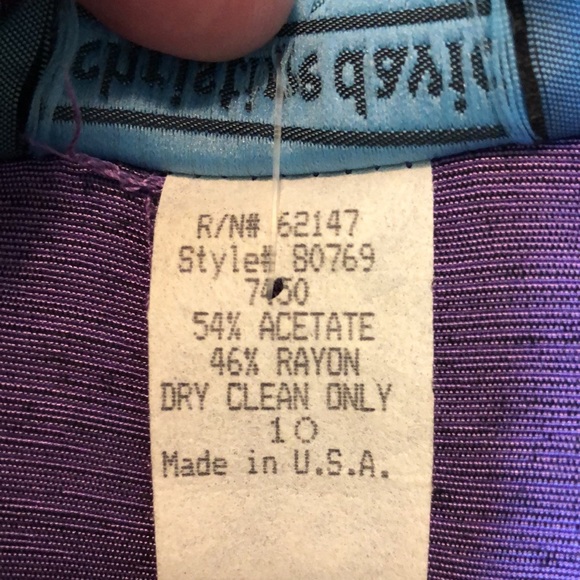 R/N# 62147
Style# 80769
7450
54% ACETATE
46% RAYON
DRY CLEAN ONLY
10
Made in U.S.A.